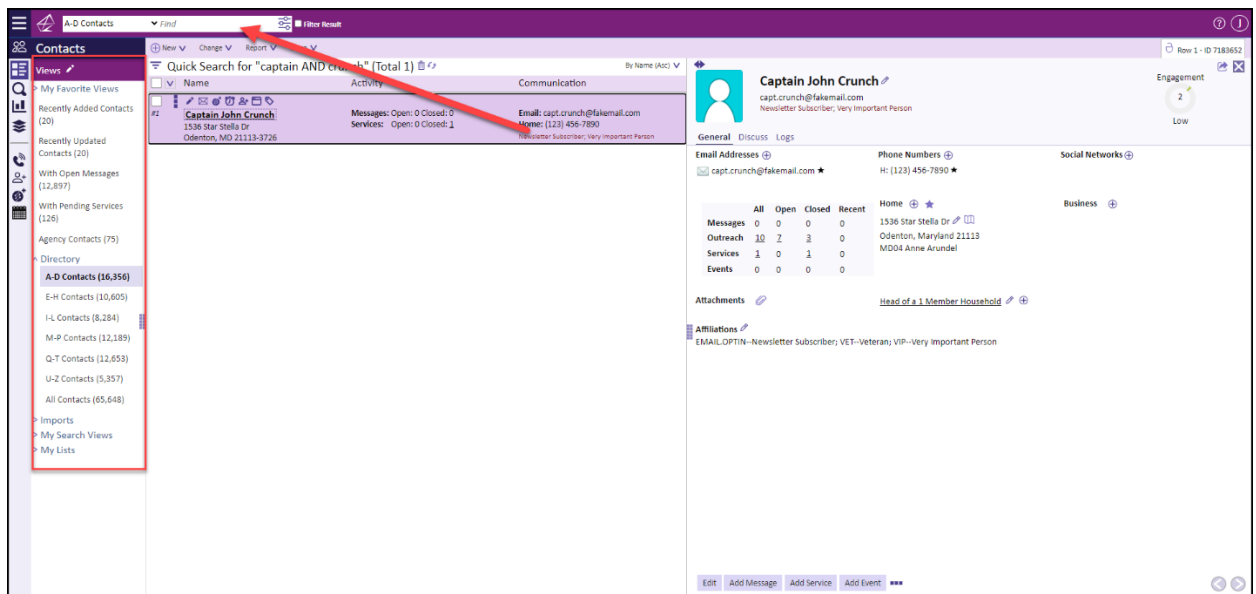 A-D Contacts
Find
Filter Result
Contacts
Views
My Favorite Views
Recently Added Contacts
(20)
Recently Updated
Contacts (20)
With Open Messages
(12,897)
With Pending Services
(126)
Agency Contacts (75)
Directory
A-D Contacts (16,356)
E-H Contacts (10,605)
I-L Contacts (8,284)
M-P Contacts (12,189)
Q-T Contacts (12,653)
U-Z Contacts (5,357)
All Contacts (65,648)
Imports
My Search Views
My Lists
New Change Report
Row 1 - ID 7183652
Quick Search for "captain AND crunch" (Total 1)
By Name (Asc)
Name Activity Communication
#1
Captain John Crunch
1536 Star Stella Dr
Odenton, MD 21113-3726
Messages: Open: 0 Closed: 0
Services: Open: 0 Closed: 1
Email: capt.crunch@fakemail.com
Home: (123) 456-7890
Newsletter Subscriber; Very Important Person
Captain John Crunch
capt.crunch@fakemail.com
Newsletter Subscriber; Very Important Person
Engagement
2
Low
General Discuss Logs
Email Addresses
capt.crunch@fakemail.com
Phone Numbers
H: (123) 456-7890
Social Networks
All Open Closed Recent
Messages 0 0 0 0
Outreach 10 7 3 0
Services 1 0 1 0
Events 0 0 0 0
Home
1536 Star Stella Dr
Odenton, Maryland 21113
MD04 Anne Arundel
Business
Attachments
Head of a 1 Member Household
Affiliations
EMAIL.OPTIN--Newsletter Subscriber; VET--Veteran; VIP--Very Important Person
Edit Add Message Add Service Add Event